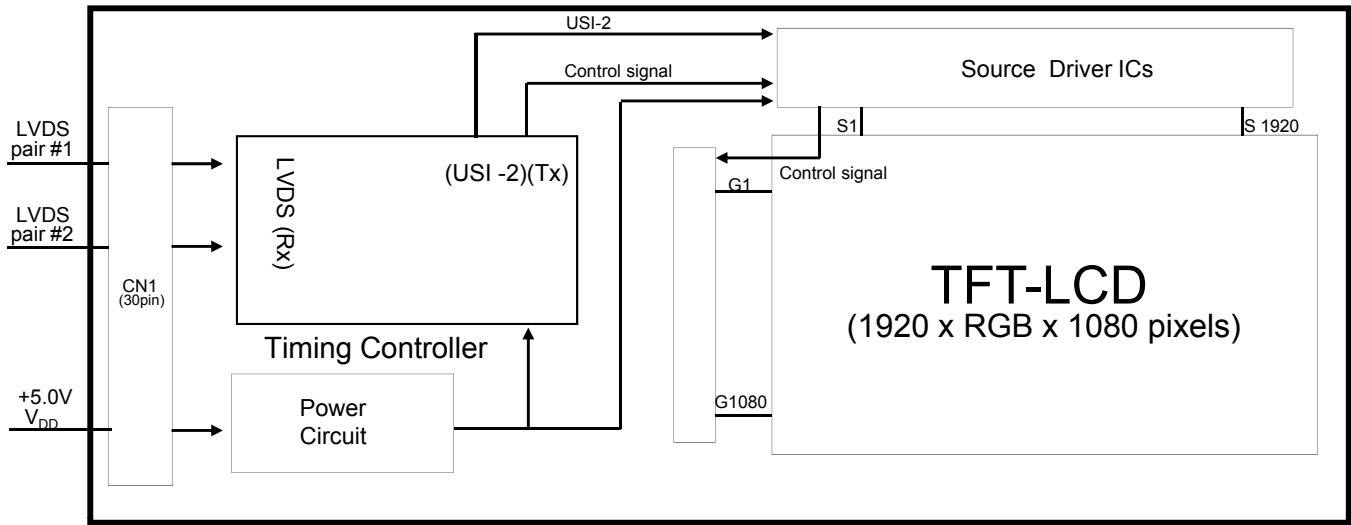 USI-2
Control signal
Source Driver ICs
LVDS
pair #1
S1
S 1920
LVDS (Rx)
(USI -2)(Tx)
Control signal
G1
LVDS
pair #2
CN1
(30pin)
TFT-LCD
(1920 x RGB x 1080 pixels)
Timing Controller
+5.0V
VDD
Power
Circuit
G1080